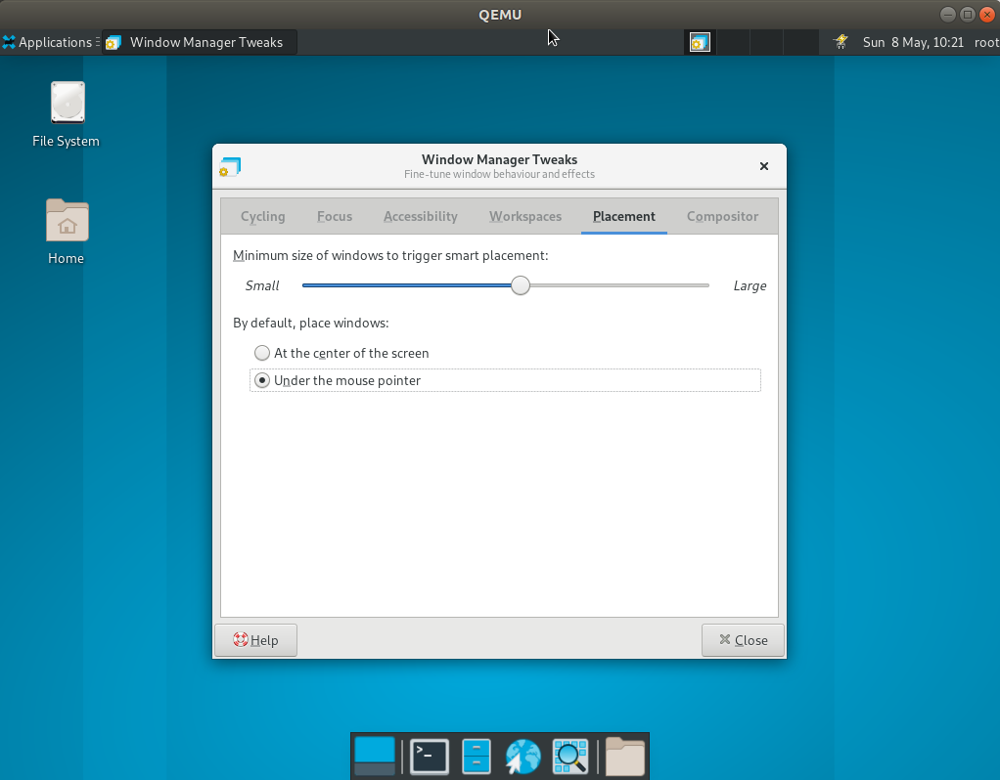 QEMU
Applications
Window Manager Tweaks
Sun 8 May, 10:21
root
File System
Home
Window Manager Tweaks
Fine-tune window behaviour and effects
Cycling Focus Accessibility Workspaces Placement Compositor
Minimum size of windows to trigger smart placement:
Small Large
By default, place windows:
At the center of the screen
Under the mouse pointer
Help
Close